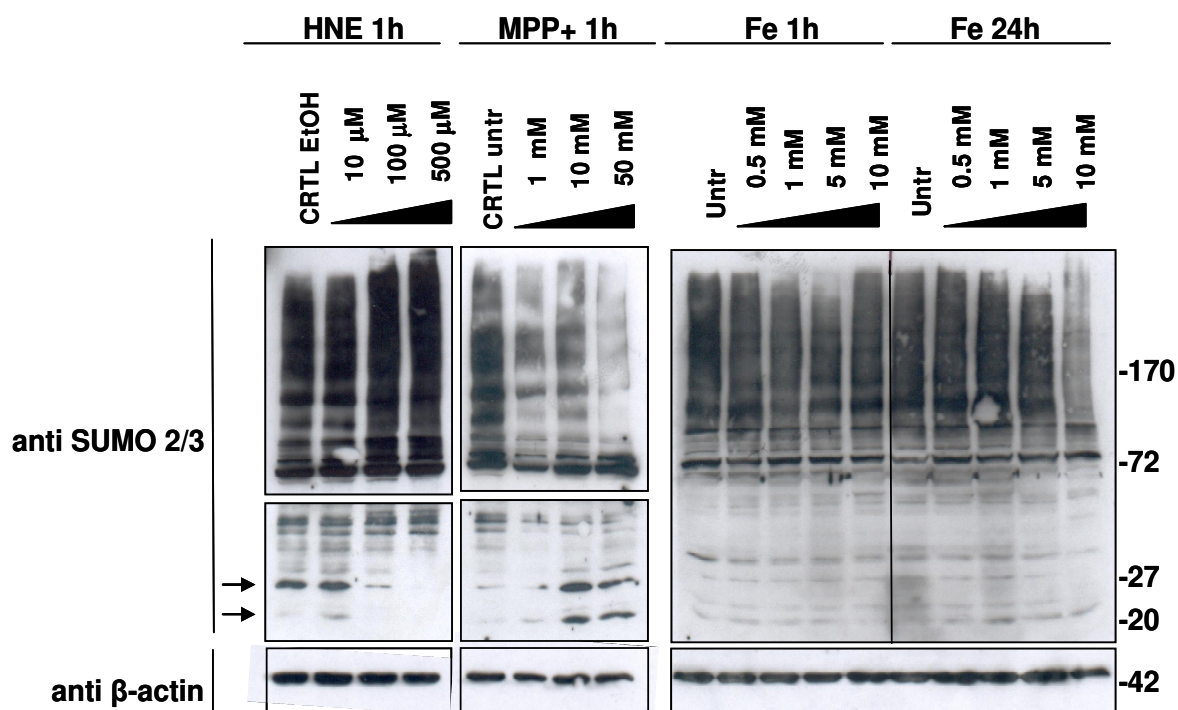 HNE 1h MPP+ 1h Fe 1h Fe 24h
CRTL EtOH
10 µM
100 µM
500 µM
CRTL untr
1 mM
10 mM
50 mM
Untr
0.5 mM
1 mM
5 mM
10 mM
Untr
0.5 mM
1 mM
5 mM
10 mM
-170
anti SUMO 2/3
-72
-27
-20
anti β-actin
-42